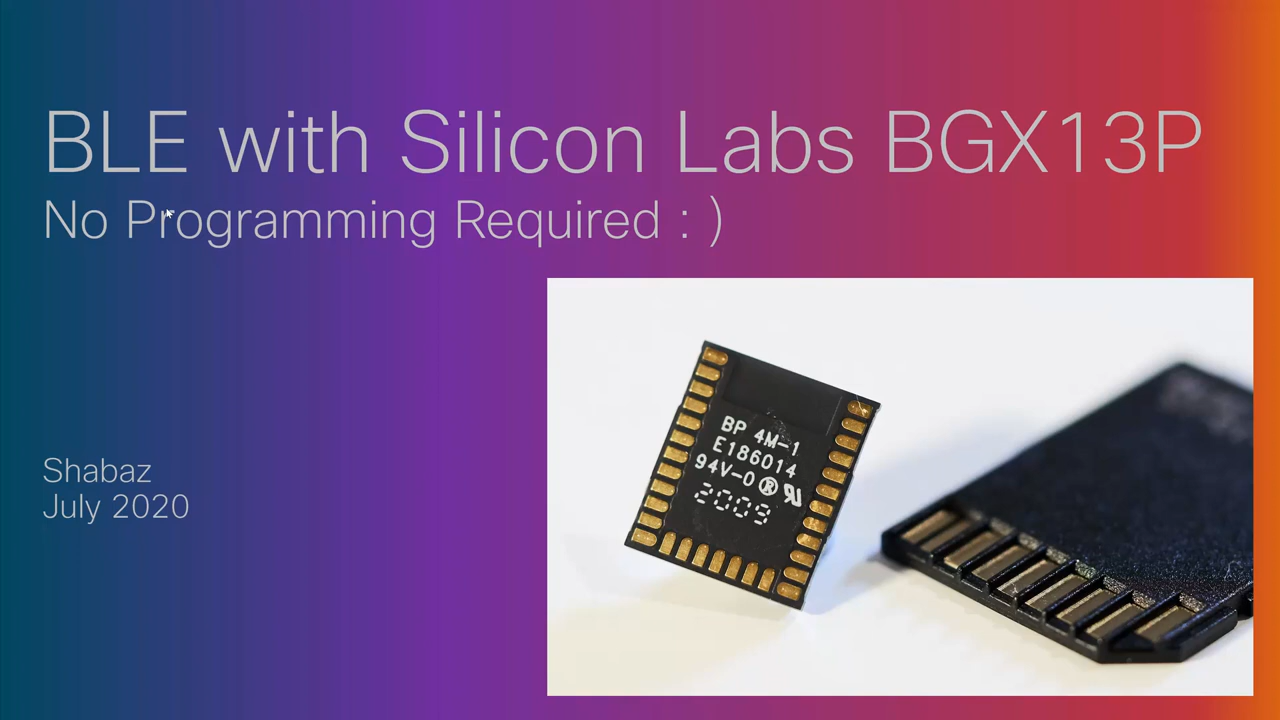 BLE with Silicon Labs BGX13P
No Programming Required : )
Shabaz
July 2020
BP 4M-1
E186014
94V-0 ®
2009